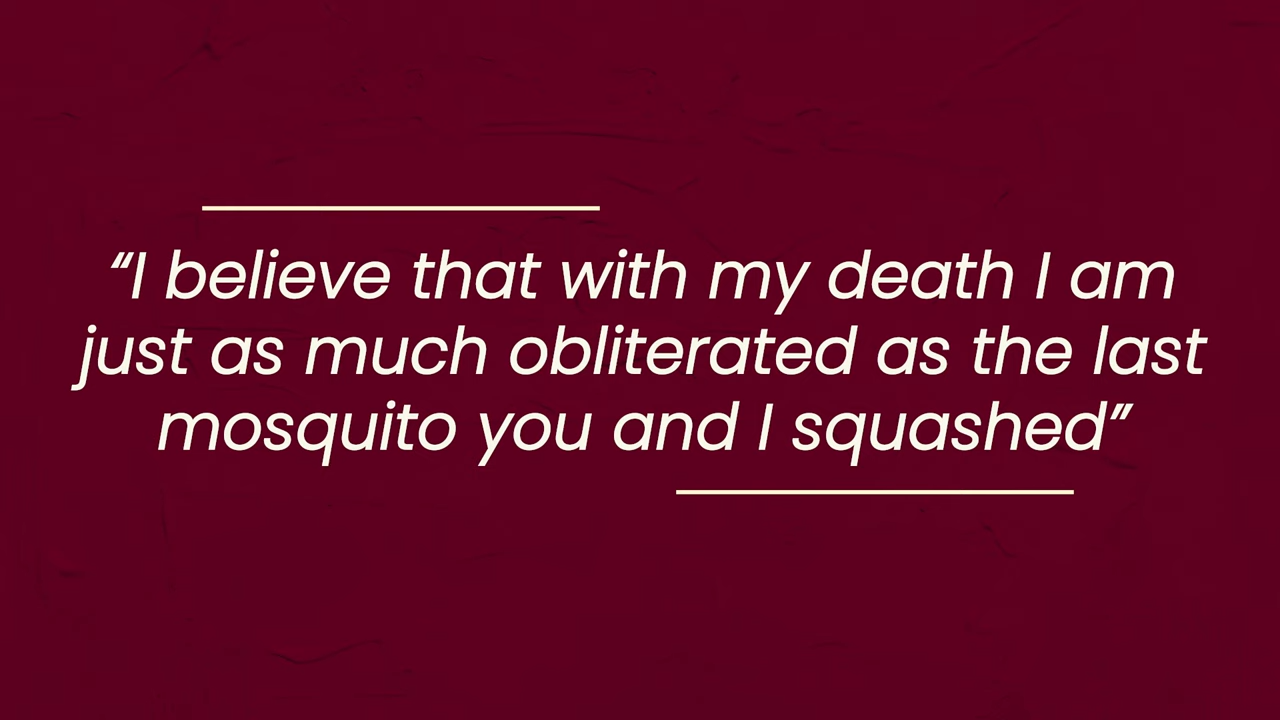 “I believe that with my death I am
just as much obliterated as the last
mosquito you and I squashed”